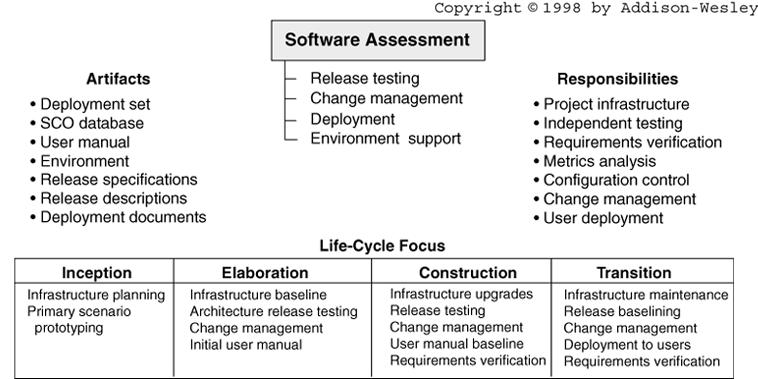 Copyright © 1998 by Addison-Wesley
Software Assessment
Release testing
Change management
Deployment
Environment support
Artifacts
• Deployment set
• SCO database
• User manual
• Environment
• Release specifications
• Release descriptions
• Deployment documents
Responsibilities
• Project infrastructure
• Independent testing
• Requirements verification
• Metrics analysis
• Configuration control
• Change management
• User deployment
Life-Cycle Focus
Inception
Infrastructure planning
Primary scenario
prototyping
Elaboration
Infrastructure baseline
Architecture release testing
Change management
Initial user manual
Construction
Infrastructure upgrades
Release testing
Change management
User manual baseline
Requirements verification
Transition
Infrastructure maintenance
Release baselining
Change management
Deployment to users
Requirements verification